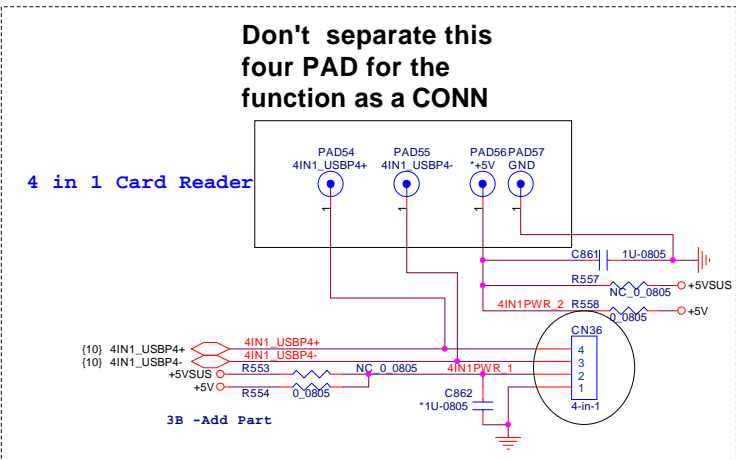 Don't separate this
four PAD for the
function as a CONN
4 in 1 Card Reader
PAD54
4IN1_USBP4+
1
PAD55
4IN1_USBP4-
1
PAD56
*+5V
1
PAD57
GND
1
C861 1U-0805
R557
NC_0_0805
+5VSUS
4IN1PWR_2
R558
0_0805
+5V
CN36
4
3
2
1
4-in-1
{10} 4IN1_USBP4+
4IN1_USBP4+
{10} 4IN1_USBP4-
4IN1_USBP4-
+5VSUS
R553
NC_0_0805
4IN1PWR_1
+5V
R554
0_0805
C862
*1U-0805
3B -Add Part